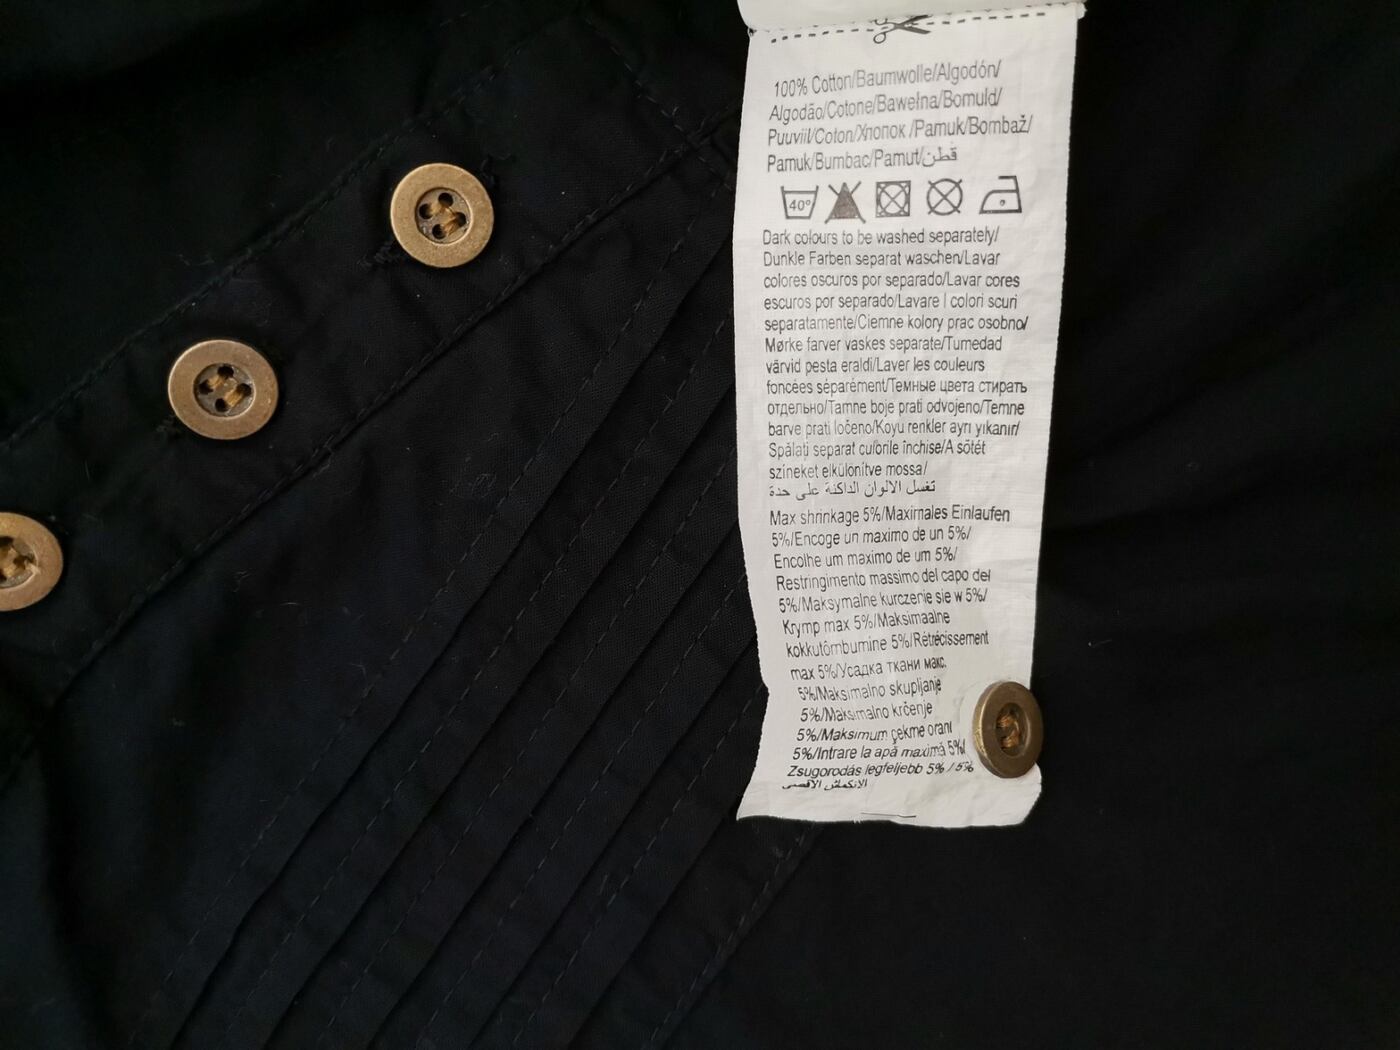 100% Cotton/Baumwolle/Algodón/
Algodão/Cotone/Bawełna/Bomuld/
Puuvill/Coton/Хлопок /Pamuk/Bombaž/
Pamuk/Bumbac/Pamut/قطن
40°
Dark colours to be washed separately/
Dunkle Farben separat waschen/Lavar
colores oscuros por separado/Lavar cores
escuros por separado/Lavare I colori scuri
separatamente/Ciemne kolory prac osobno/
Mørke farver vaskes separate/Tumedad
värvid pesta eraldi/Laver les couleurs
foncées séparément/Темные цвета стирать
отдельно/Tamne boje prati odvojeno/Temne
barve prati ločeno/Koyu renkler ayrı yıkanır/
Spălați separat culorile închise/A sötét
színeket elkülönítve mossa/
تغسل الالوان الداكنة على حدة
Max shrinkage 5%/Maximales Einlaufen
5%/Encoge un maximo de un 5%/
Encolhe um maximo de um 5%/
Restringimento massimo del capo del
5%/Maksymalne kurczenie sie w 5%/
Krymp max 5%/Maksimaalne
kokkutõmbumine 5%/Rétrécissement
max 5%/Усадка ткани макс.
5%/Maksimalno skupljanje
5%/Maksimalno krčenje
5%/Maksimum çekme oranı
5%/Intrare la apă maximă 5%/
Zsugorodás legfeljebb 5% / 5%
الانكماش الاقصى